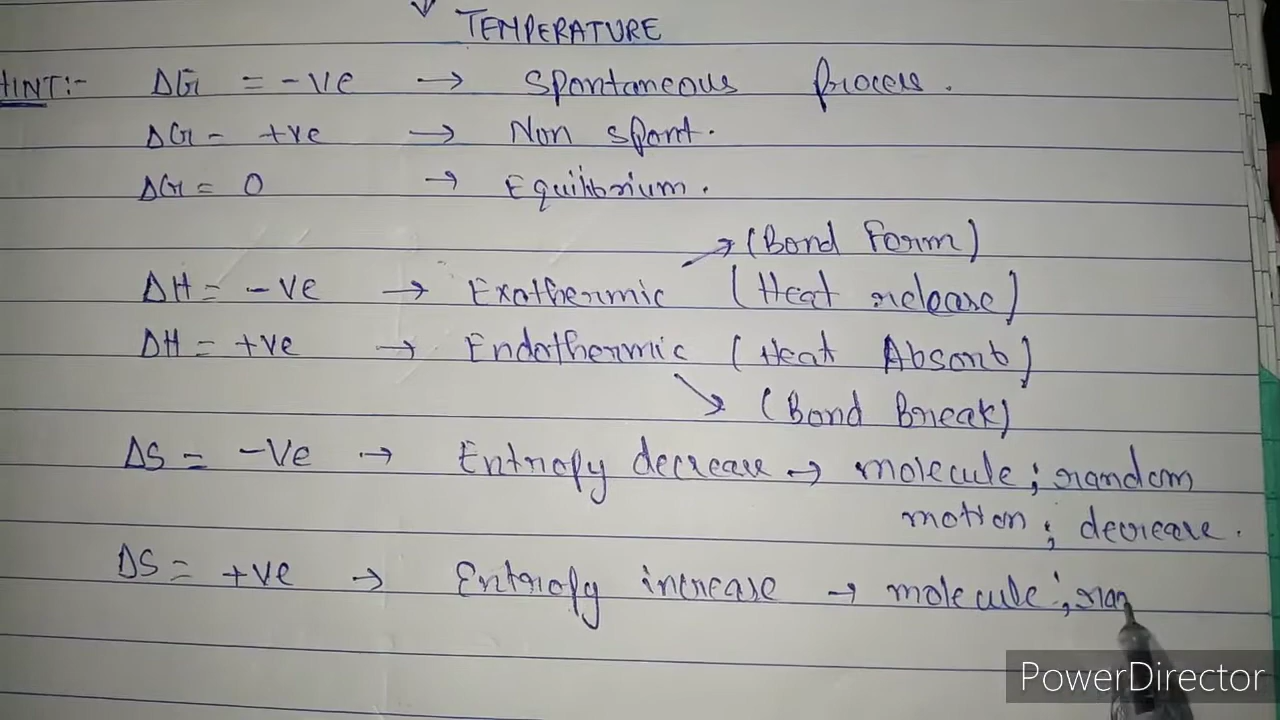 TEMPERATURE
HINT:- ΔG = -ve → Spontaneous process.
ΔG = +ve → Non spont.
ΔG = 0 → Equilibrium.
(Bond Form)
ΔH = -ve → Exothermic (Heat release)
ΔH = +ve → Endothermic (Heat Absorb)
(Bond Break)
ΔS = -ve → Entropy decrease → molecule; random
motion; decrease.
ΔS = +ve → Entropy increase → molecule; ran
PowerDirector